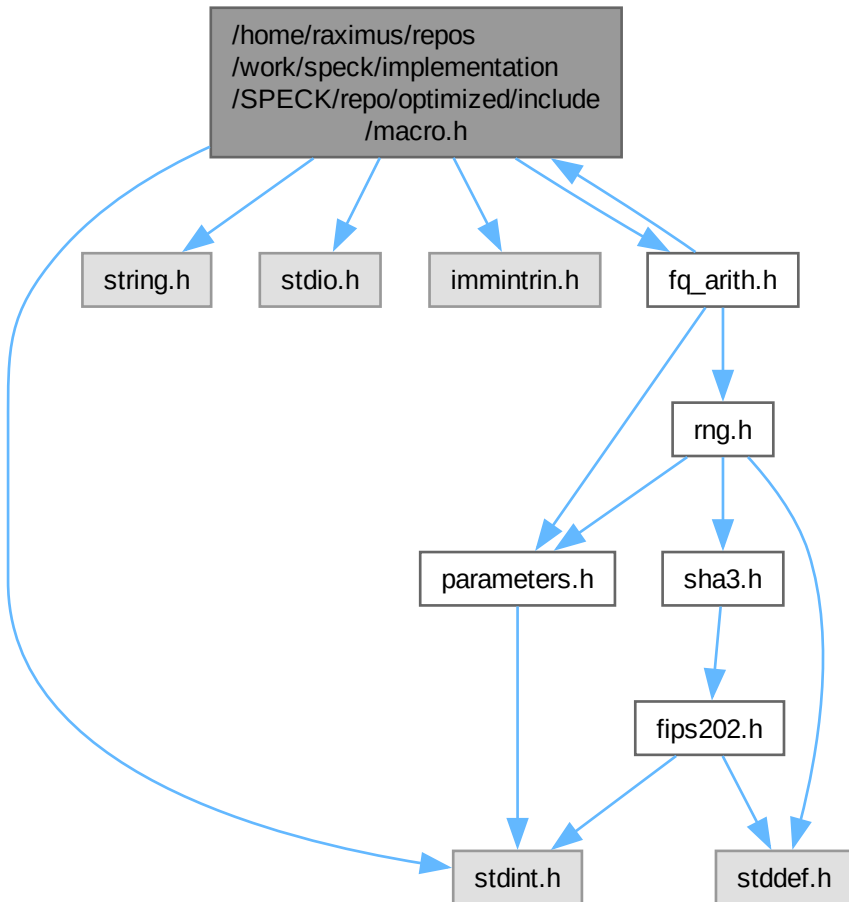 /home/raximus/repos
/work/speck/implementation
/SPECK/repo/optimized/include
/macro.h
string.h
stdio.h
immintrin.h
fq_arith.h
rng.h
parameters.h
sha3.h
fips202.h
stdint.h
stddef.h